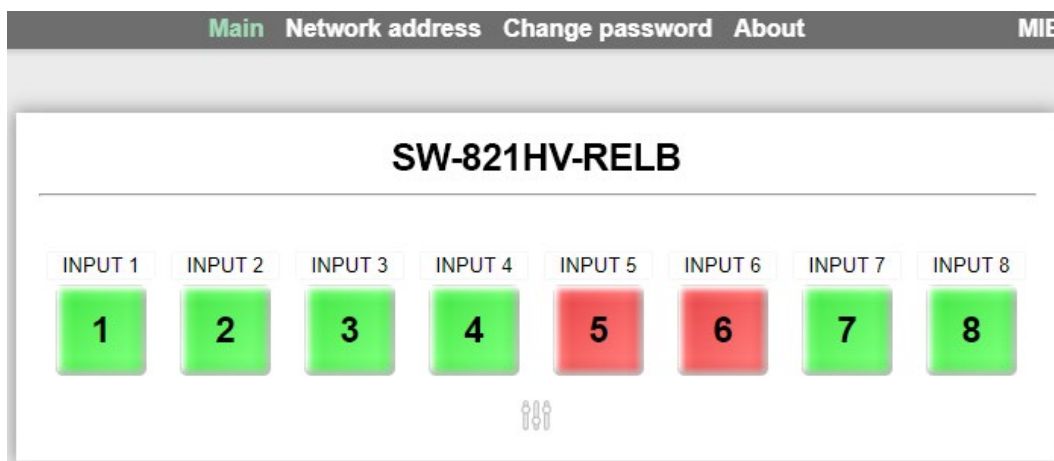 Main Network address Change password About MIB
SW-821HV-RELB
INPUT 1 INPUT 2 INPUT 3 INPUT 4 INPUT 5 INPUT 6 INPUT 7 INPUT 8
1 2 3 4 5 6 7 8